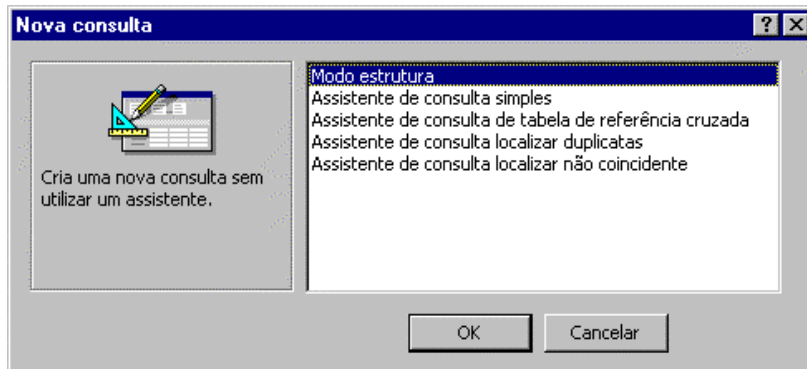 Nova consulta
Modo estrutura
Assistente de consulta simples
Assistente de consulta de tabela de referência cruzada
Assistente de consulta localizar duplicatas
Assistente de consulta localizar não coincidente
Cria uma nova consulta sem
utilizar um assistente.
OK
Cancelar